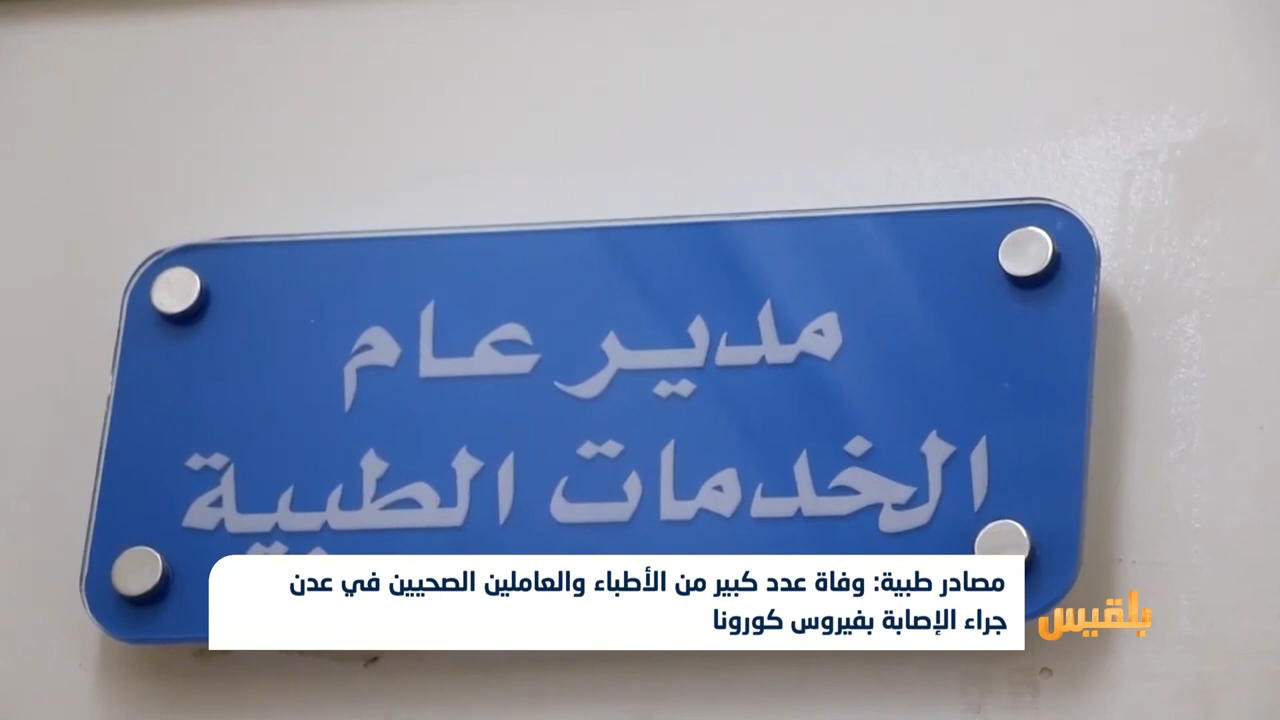 مدير عام
الخدمات الطبية
مصادر طبية: وفاة عدد كبير من الأطباء والعاملين الصحيين في عدن
جراء الإصابة بفيروس كورونا
بلقيس